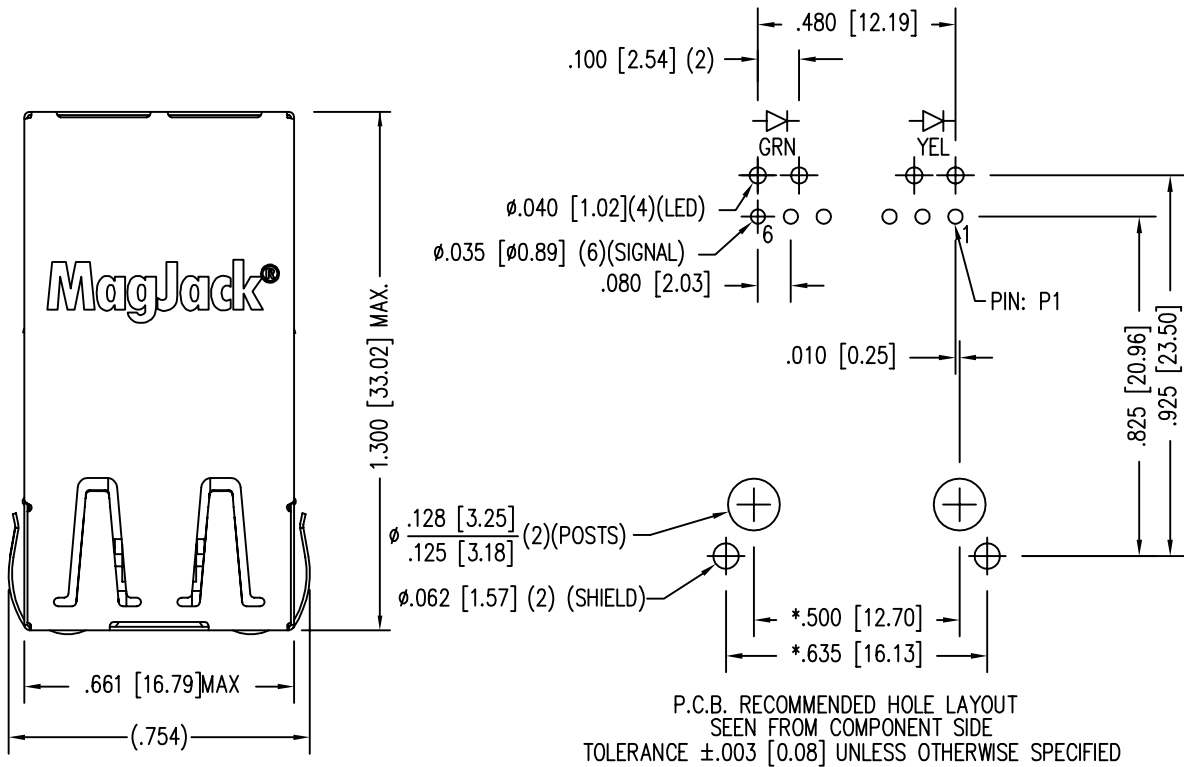 .480 [12.19]
.100 [2.54] (2)
GRN
YEL
ø.040 [1.02](4)(LED)
ø.035 [ø0.89] (6)(SIGNAL)
6
1
.080 [2.03]
PIN: P1
.010 [0.25]
.825 [20.96]
.925 [23.50]
MagJack®
1.300 [33.02] MAX.
ø .128 [3.25]
.125 [3.18] (2)(POSTS)
ø.062 [1.57] (2) (SHIELD)
*.500 [12.70]
*.635 [16.13]
.661 [16.79]MAX
(.754)
P.C.B. RECOMMENDED HOLE LAYOUT
SEEN FROM COMPONENT SIDE
TOLERANCE ±.003 [0.08] UNLESS OTHERWISE SPECIFIED